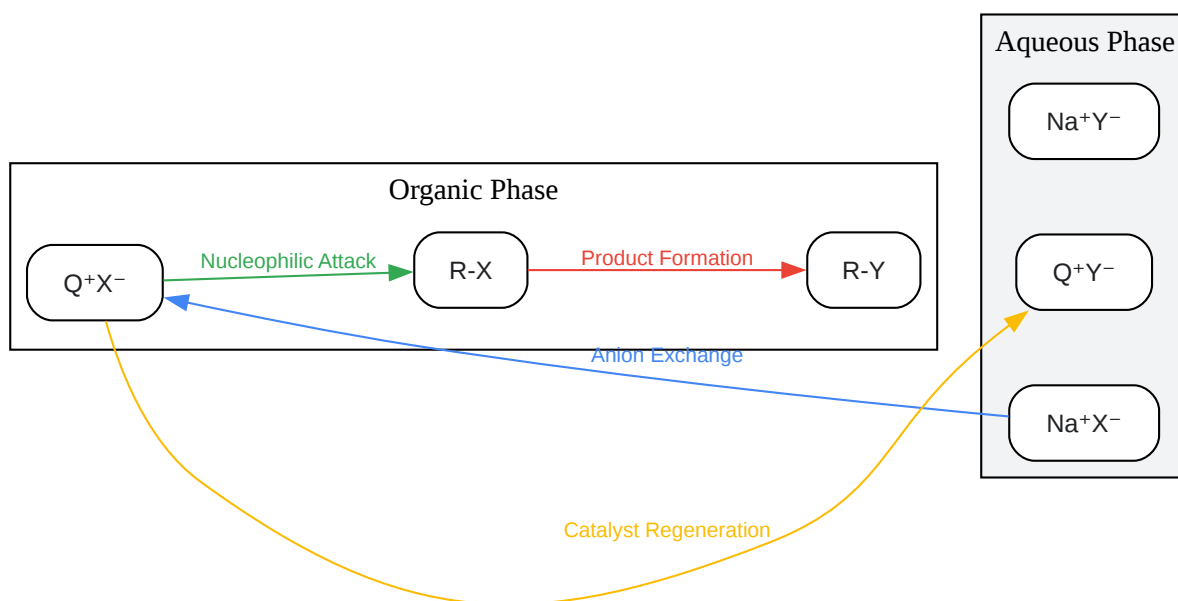 Aqueous Phase
Na⁺Y⁻
Organic Phase
Q⁺X⁻
Nucleophilic Attack
R-X
Product Formation
R-Y
Q⁺Y⁻
Anion Exchange
Na⁺X⁻
Catalyst Regeneration